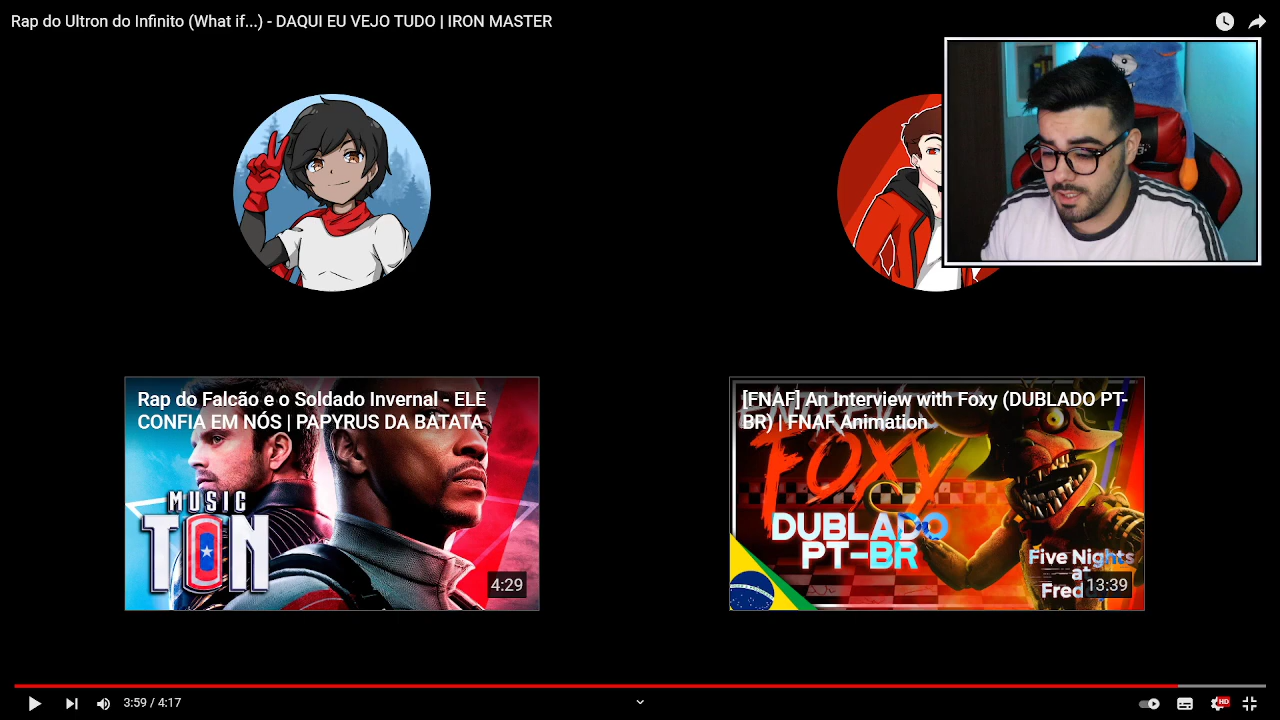 Rap do Ultron do Infinito (What if...) - DAQUI EU VEJO TUDO | IRON MASTER
Rap do Falcão e o Soldado Invernal - ELE
CONFIA EM NÓS | PAPYRUS DA BATATA
MUSIC
TON
4:29
[FNAF] An Interview with Foxy (DUBLADO PT-
BR) | FNAF Animation
FOXY
DUBLADO
PT-BR
Five Nights
at
13:39
3:59 / 4:17
HD